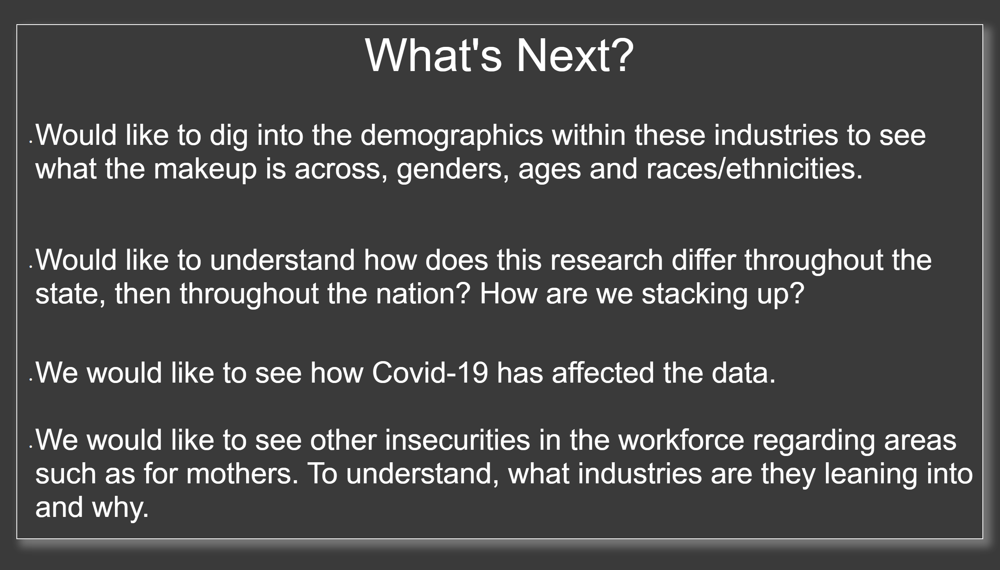 What's Next?
.Would like to dig into the demographics within these industries to see
what the makeup is across, genders, ages and races/ethnicities.
.Would like to understand how does this research differ throughout the
state, then throughout the nation? How are we stacking up?
.We would like to see how Covid-19 has affected the data.
.We would like to see other insecurities in the workforce regarding areas
such as for mothers. To understand, what industries are they leaning into
and why.